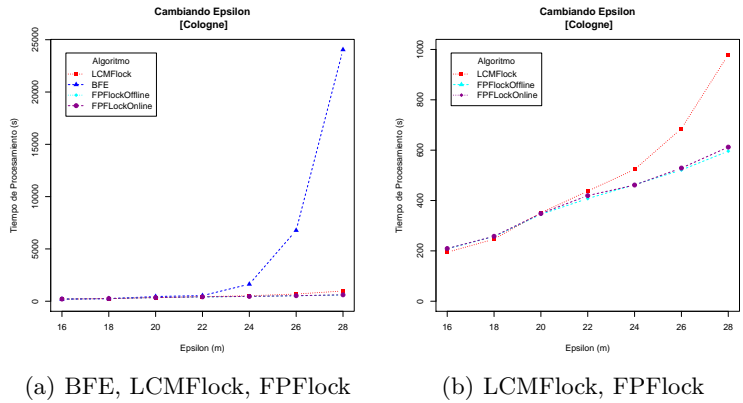 Cambiando Epsilon
[Cologne]
Tiempo de Procesamiento (s)
25000
20000
15000
10000
5000
0
Algoritmo
LCMFlock
BFE
FPFlockOffline
FPFLockOnline
16 18 20 22 24 26 28
Epsilon (m)
(a) BFE, LCMFlock, FPFlock
Cambiando Epsilon
[Cologne]
Tiempo de Procesamiento (s)
1000
800
600
400
200
0
Algoritmo
LCMFlock
FPFlockOffline
FPFLockOnline
16 18 20 22 24 26 28
Epsilon (m)
(b) LCMFlock, FPFlock